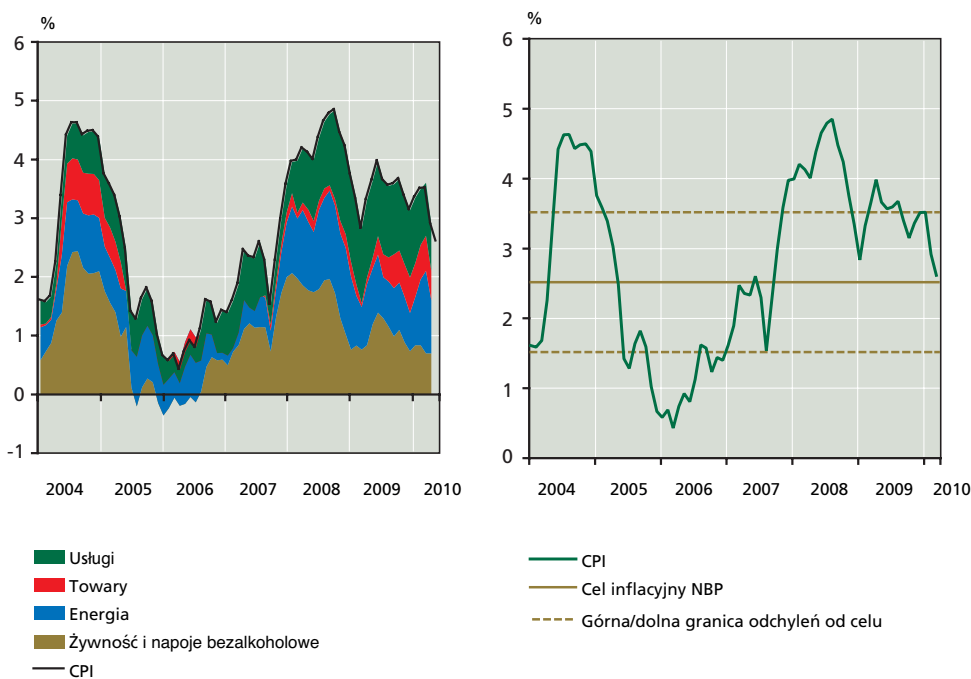 %
6
5
4
3
2
1
0
-1
2004 2005 2006 2007 2008 2009 2010
Usługi
Towary
Energia
Żywność i napoje bezalkoholowe
CPI
%
6
5
4
3
2
1
0
2004 2005 2006 2007 2008 2009 2010
CPI
Cel inflacyjny NBP
Górna/dolna granica odchyleń od celu